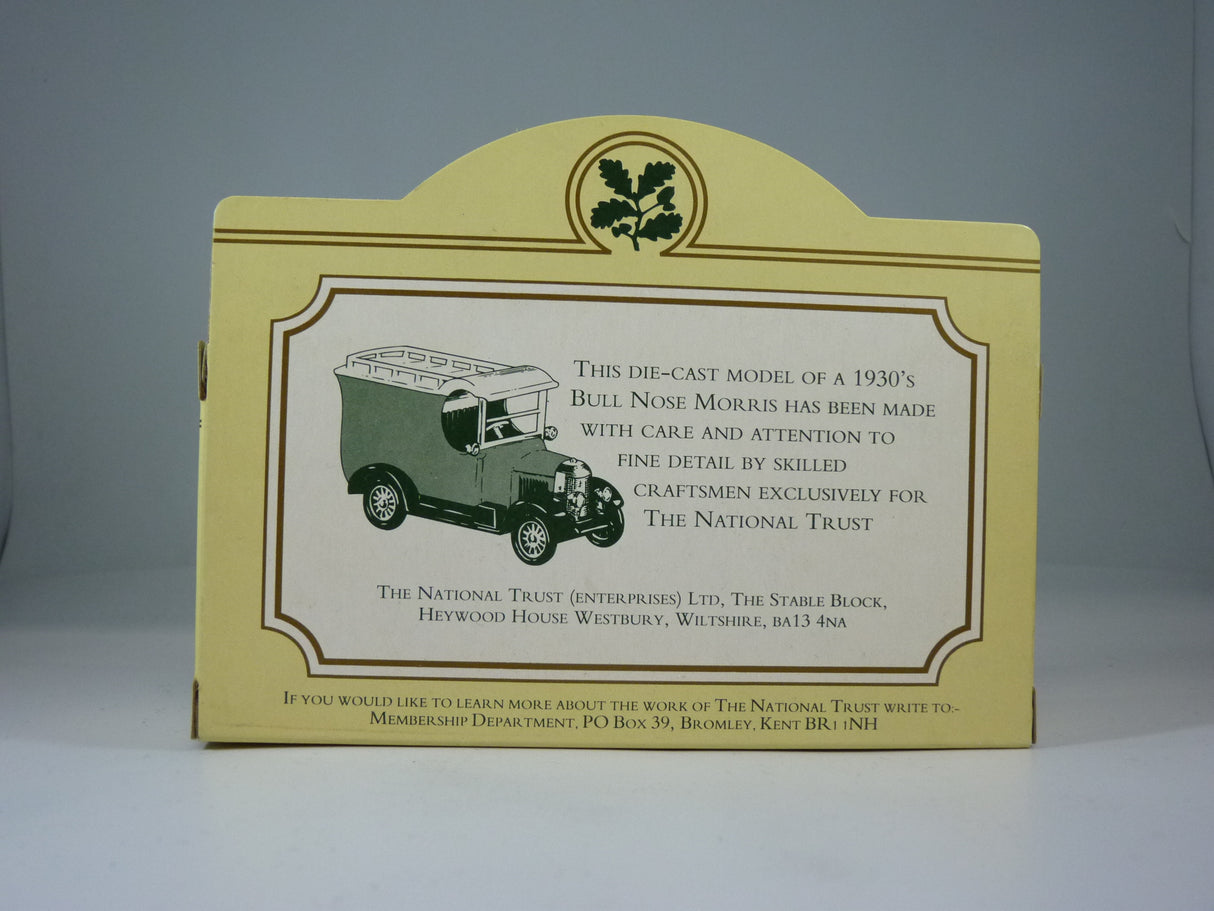 This die-cast model of a 1930's
Bull Nose Morris has been made
with care and attention to
fine detail by skilled
craftsmen exclusively for
The National Trust
The National Trust (enterprises) Ltd, The Stable Block,
Heywood House Westbury, Wiltshire, ba13 4na
If you would like to learn more about the work of The National Trust write to:-
Membership Department, PO Box 39, Bromley, Kent BR1 1NH